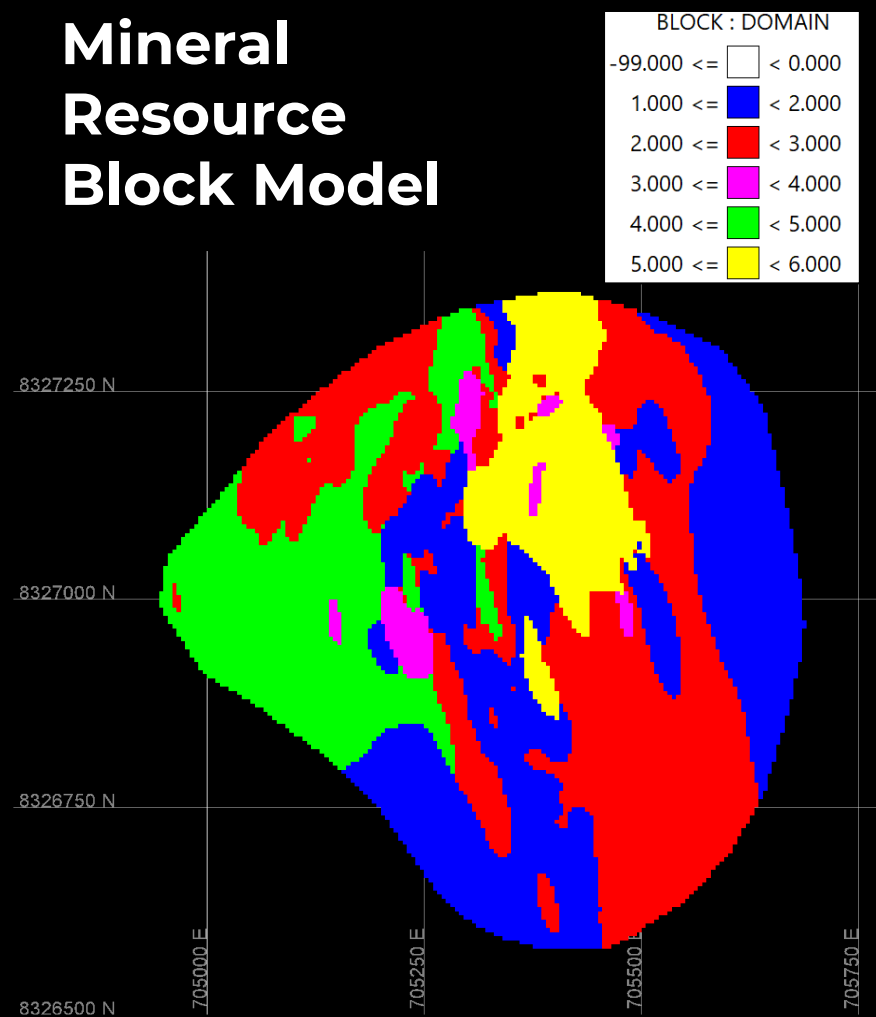 Mineral
Resource
Block Model
BLOCK : DOMAIN
-99.000 <= < 0.000
1.000 <= < 2.000
2.000 <= < 3.000
3.000 <= < 4.000
4.000 <= < 5.000
5.000 <= < 6.000
8327250 N
8327000 N
8326750 N
8326500 N
705000 E
705250 E
705500 E
705750 E